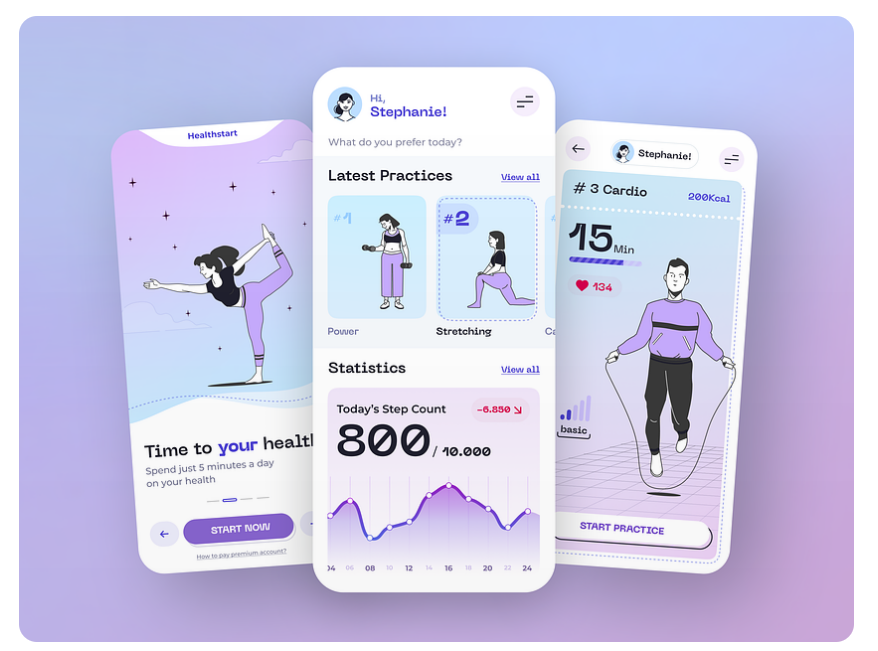 Healthstart
Time to your health
Spend just 5 minutes a day
on your health
START NOW
How to pay premium account?
Hi,
Stephanie!
What do you prefer today?
Latest Practices
View all
#1
#2
Power
Stretching
Ca
Statistics
View all
Today's Step Count
-6.850
800/ 10.000
04 06 08 10 12 14 16 18 20 22 24
Stephanie!
# 3 Cardio
200Kcal
15 Min
134
basic
START PRACTICE